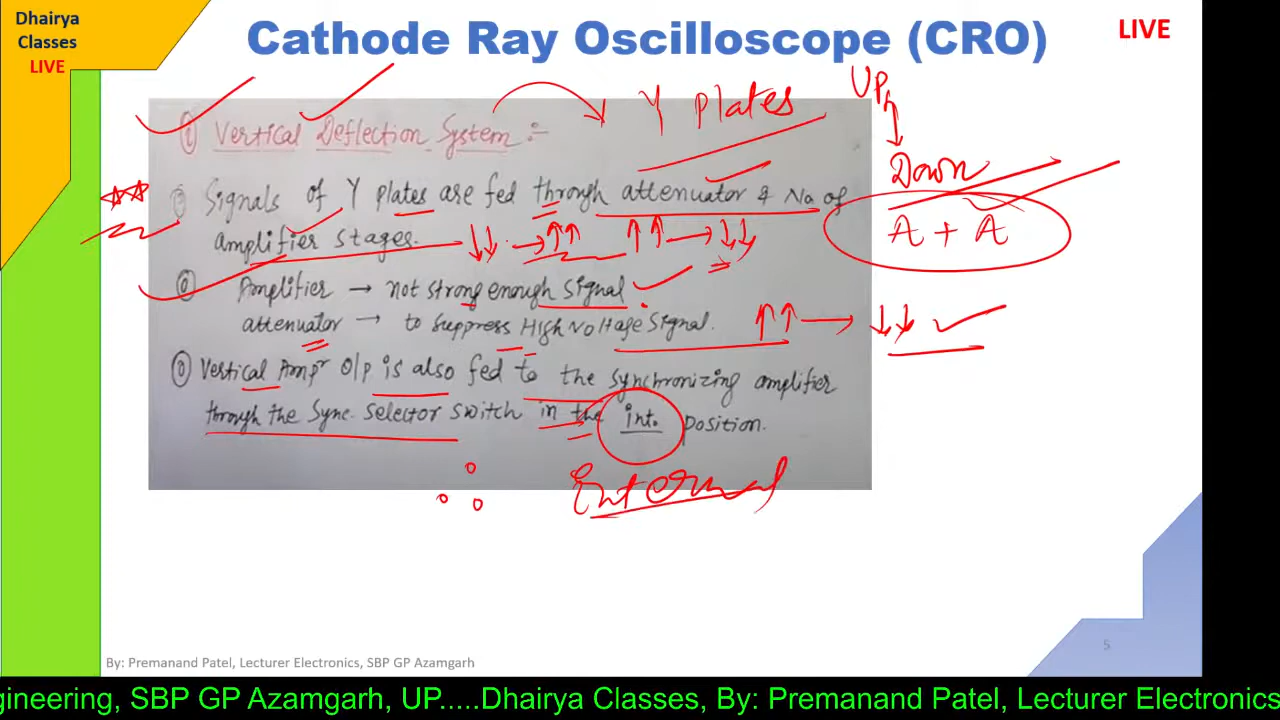 Dhairya
Classes
LIVE
Cathode Ray Oscilloscope (CRO)
LIVE
① Vertical Deflection System :-
Y Plates
UP
Down
Signals of Y plates are fed through attenuator & No. of
amplifier stages.
A + A
Amplifier → not strong enough signal
attenuator → to suppress High Voltage signal.
Vertical Ampr O/p is also fed to the synchronizing amplifier
through the Sync. selector switch in the int. position.
Internal
5
By: Premanand Patel, Lecturer Electronics, SBP GP Azamgarh
gineering, SBP GP Azamgarh, UP.....Dhairya Classes, By: Premanand Patel, Lecturer Electronics